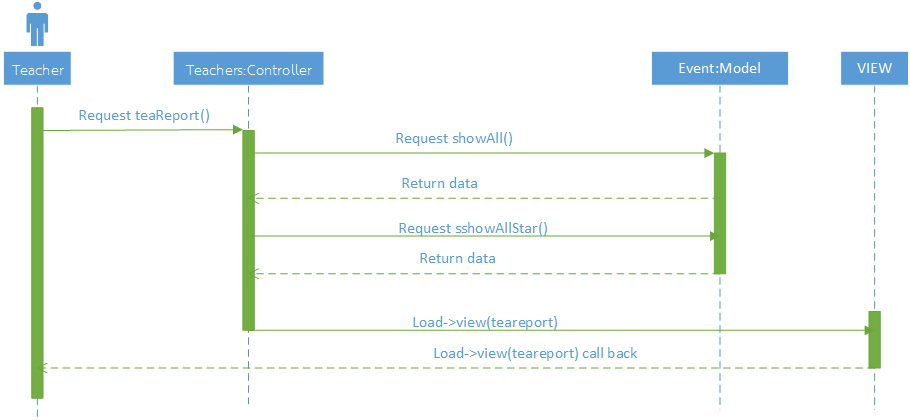 Teacher
Teachers:Controller
Event:Model
VIEW
Request teaReport()
Request showAll()
Return data
Request sshowAllStar()
Return data
Load->view(teareport)
Load->view(teareport) call back